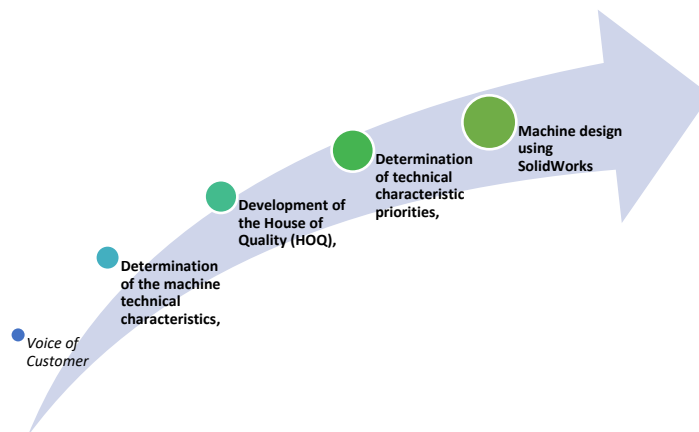 Voice of
Customer
Determination
of the machine
technical
characteristics,
Development of
the House of
Quality (HOQ),
Determination
of technical
characteristic
priorities,
Machine design
using
SolidWorks